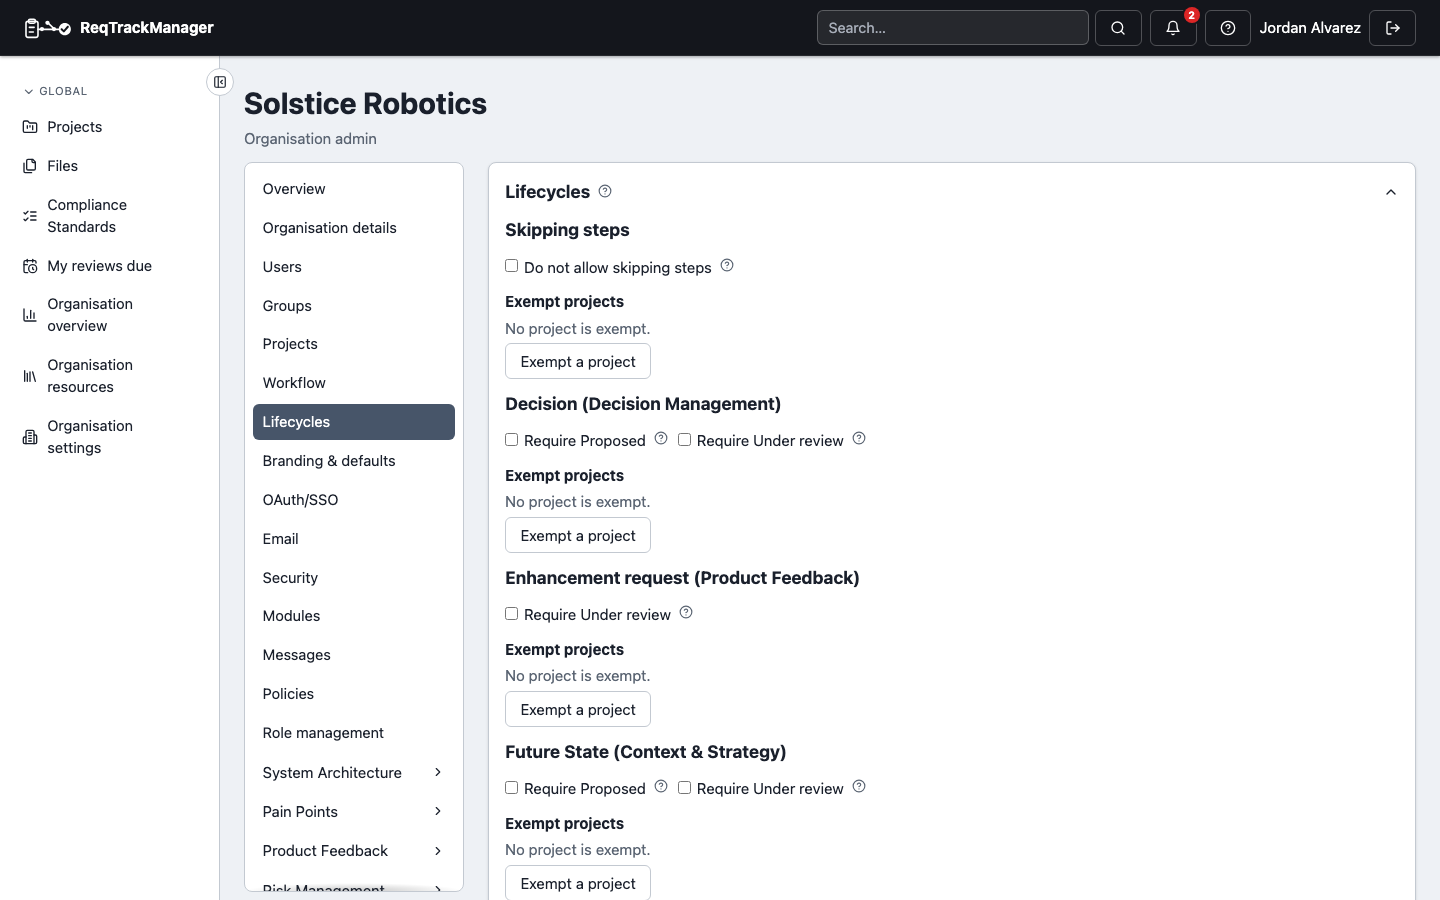 ReqTrackManager
Search...
2
Jordan Alvarez
GLOBAL
Projects
Files
Compliance
Standards
My reviews due
Organisation
overview
Organisation
resources
Organisation
settings
Solstice Robotics
Organisation admin
Overview
Organisation details
Users
Groups
Projects
Workflow
Lifecycles
Branding & defaults
OAuth/SSO
Email
Security
Modules
Messages
Policies
Role management
System Architecture
Pain Points
Product Feedback
Risk Management
Lifecycles
Skipping steps
Do not allow skipping steps
Exempt projects
No project is exempt.
Exempt a project
Decision (Decision Management)
Require Proposed Require Under review
Exempt projects
No project is exempt.
Exempt a project
Enhancement request (Product Feedback)
Require Under review
Exempt projects
No project is exempt.
Exempt a project
Future State (Context & Strategy)
Require Proposed Require Under review
Exempt projects
No project is exempt.
Exempt a project